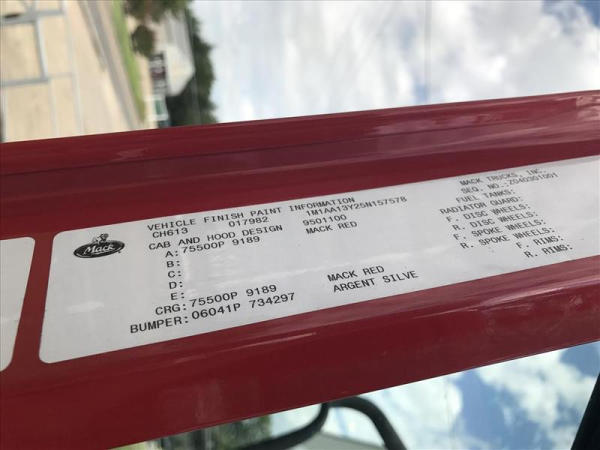 Mack
VEHICLE FINISH PAINT INFORMATION
CH613 017982 1M1AA13Y25N157578
CAB AND HOOD DESIGN 9501100
A: 75500P 9189 MACK RED
B:
C:
D:
E:
CRG: 75500P 9189 MACK RED
BUMPER: 06041P 734297 ARGENT SILVE
MACK TRUCKS, INC.
SEQ. NO.: Z040301001
FUEL TANKS:
RADIATOR GUARD:
F. DISC WHEELS:
R. DISC WHEELS:
F. SPOKE WHEELS:
R. SPOKE WHEELS:
F. RIMS:
R. RIMS: